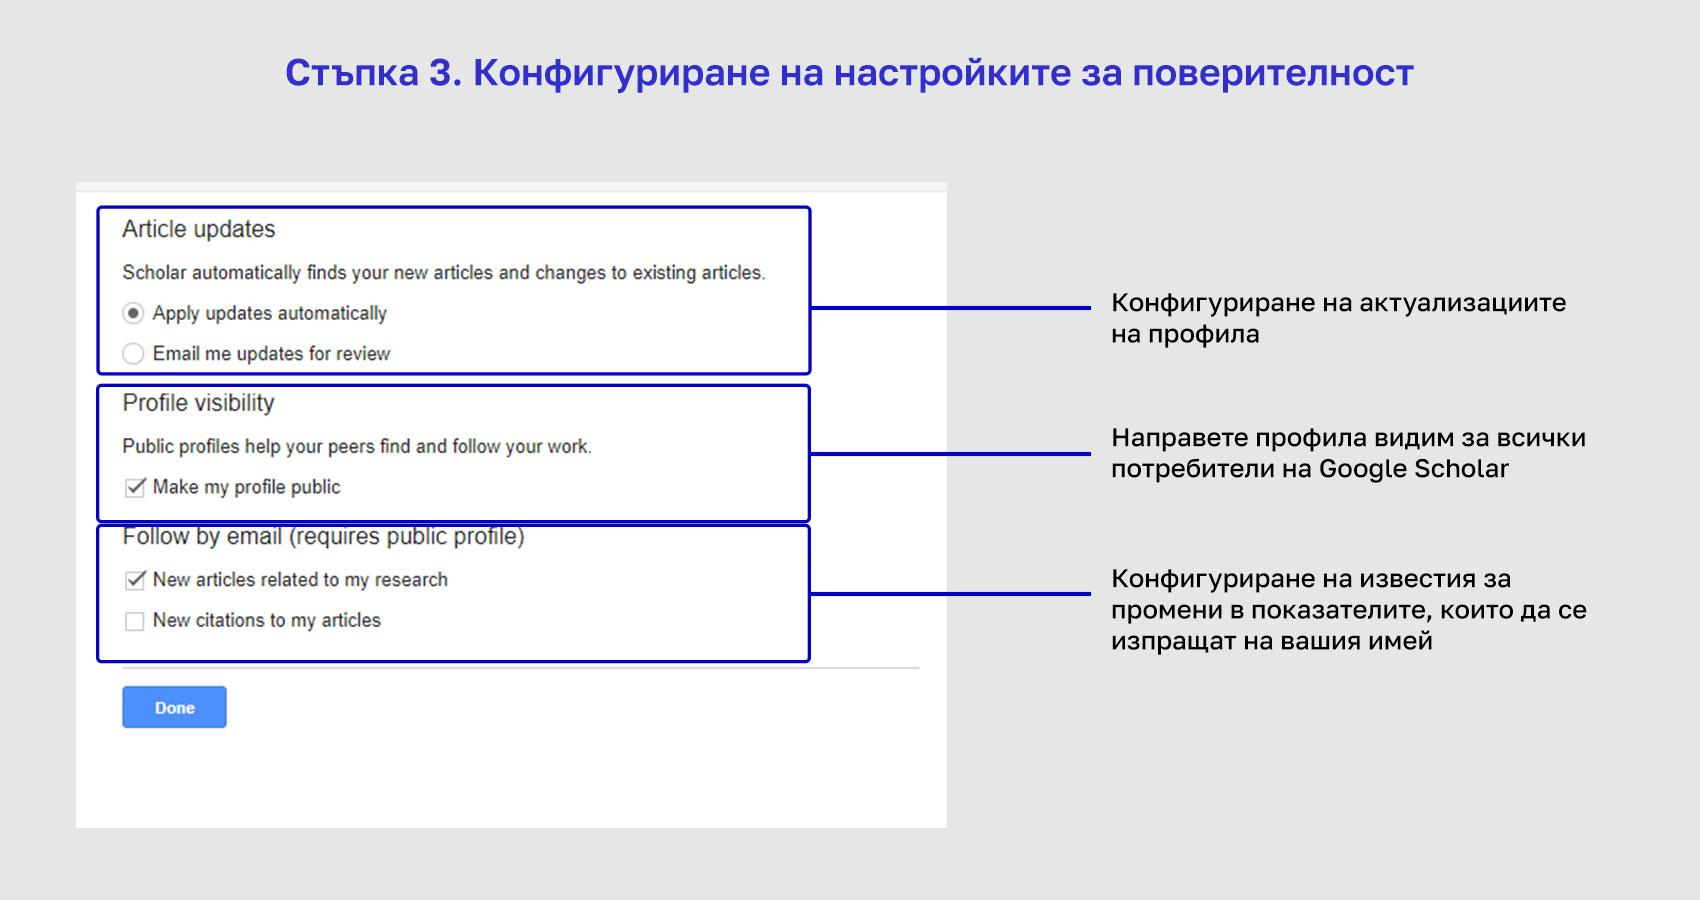 Стъпка 3. Конфигуриране на настройките за поверителност
Article updates
Scholar automatically finds your new articles and changes to existing articles.
Apply updates automatically
Email me updates for review
Конфигуриране на актуализациите
на профила
Profile visibility
Public profiles help your peers find and follow your work.
Make my profile public
Направете профила видим за всички
потребители на Google Scholar
Follow by email (requires public profile)
New articles related to my research
New citations to my articles
Конфигуриране на известия за
промени в показателите, които да се
изпращат на вашия имей
Done